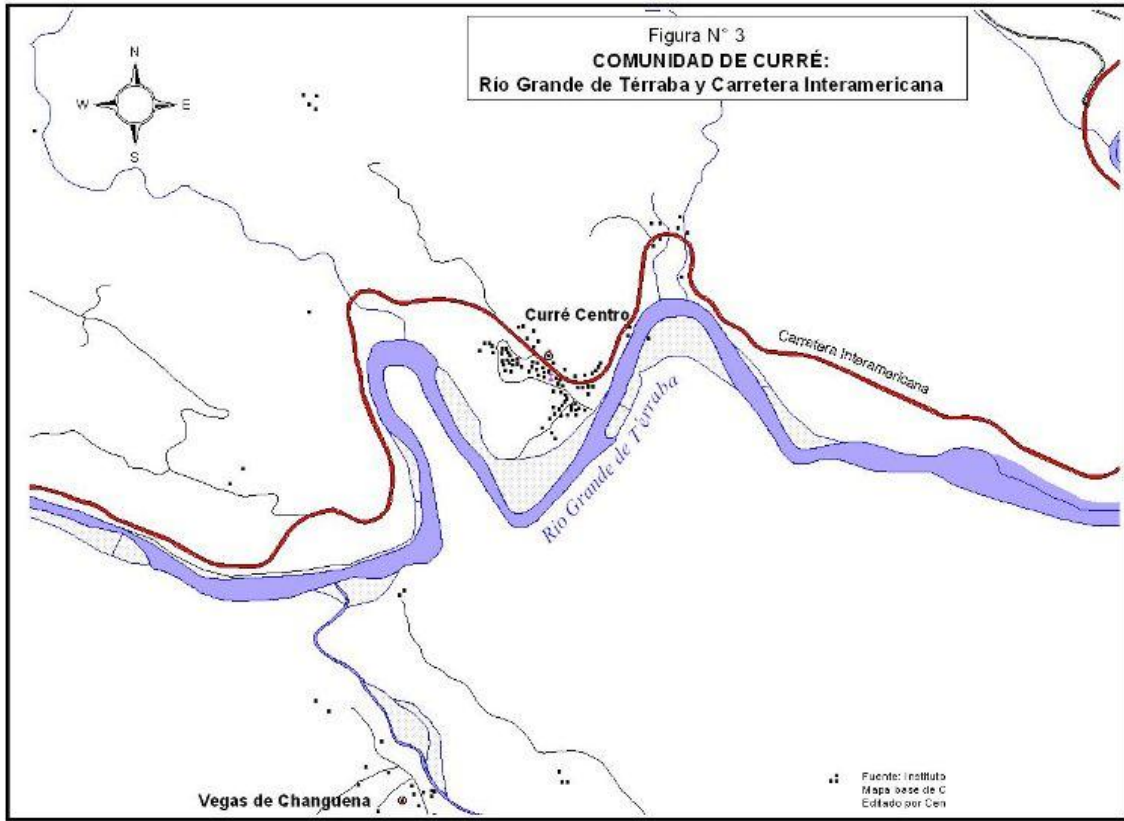 Figura N° 3
COMUNIDAD DE CURRÉ:
Río Grande de Térraba y Carretera Interamericana
N
W
E
S
Curré Centro
Carretera Interamericana
Río Grande de Térraba
Vegas de Changuena
Fuente: Instituto
Mapa base de C
Editado por Cen